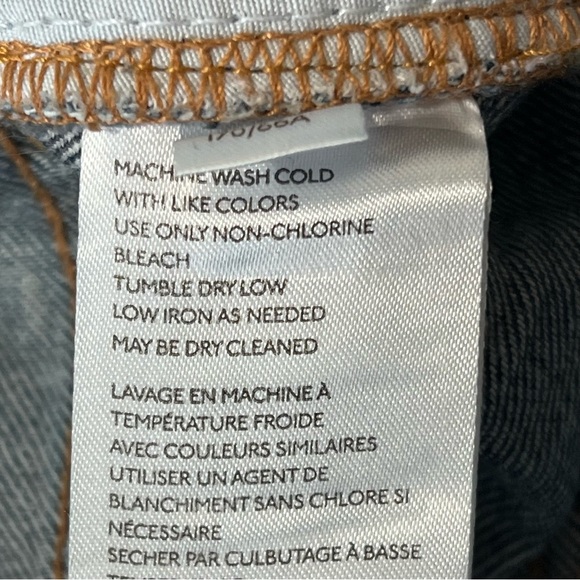 170/66A
MACHINE WASH COLD
WITH LIKE COLORS
USE ONLY NON-CHLORINE
BLEACH
TUMBLE DRY LOW
LOW IRON AS NEEDED
MAY BE DRY CLEANED
LAVAGE EN MACHINE À
TEMPÉRATURE FROIDE
AVEC COULEURS SIMILAIRES
UTILISER UN AGENT DE
BLANCHIMENT SANS CHLORE SI
NÉCESSAIRE
SECHER PAR CULBUTAGE À BASSE